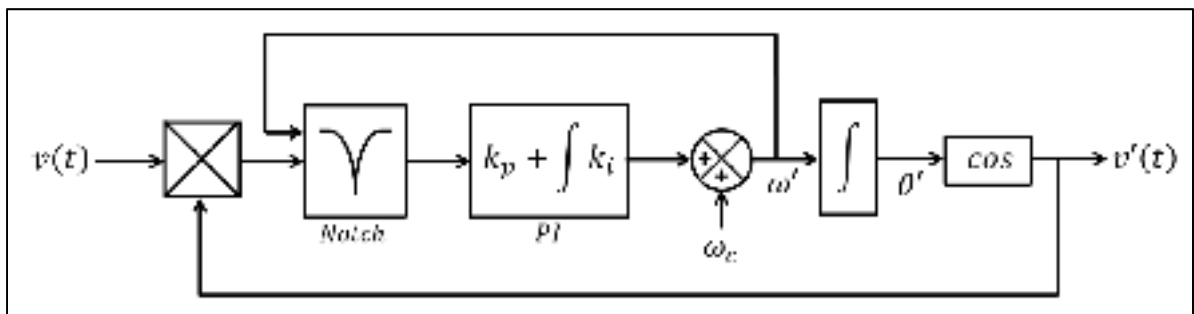 v(t)
Notch
k_p + ∫ k_i
PI
+
+
ω_c
ω'
∫
θ'
cos
v'(t)